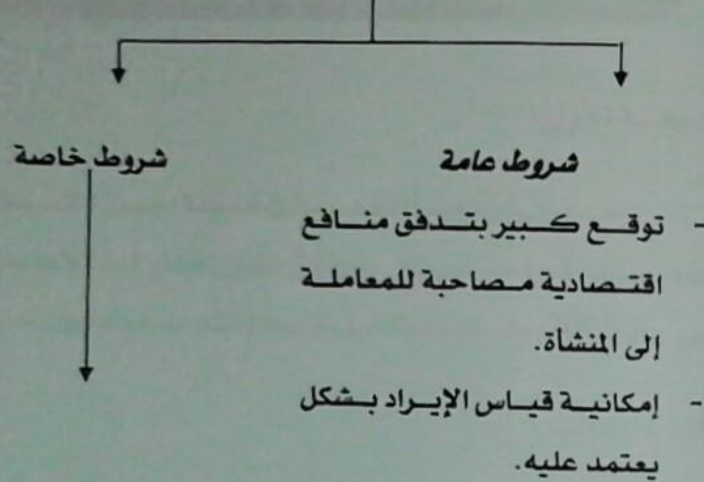 شروط عامة
شروط خاصة
- توقع كبير بتدفق منافع
اقتصادية مصاحبة للمعاملة
إلى المنشأة.
- إمكانية قياس الإيراد بشكل
يعتمد عليه.